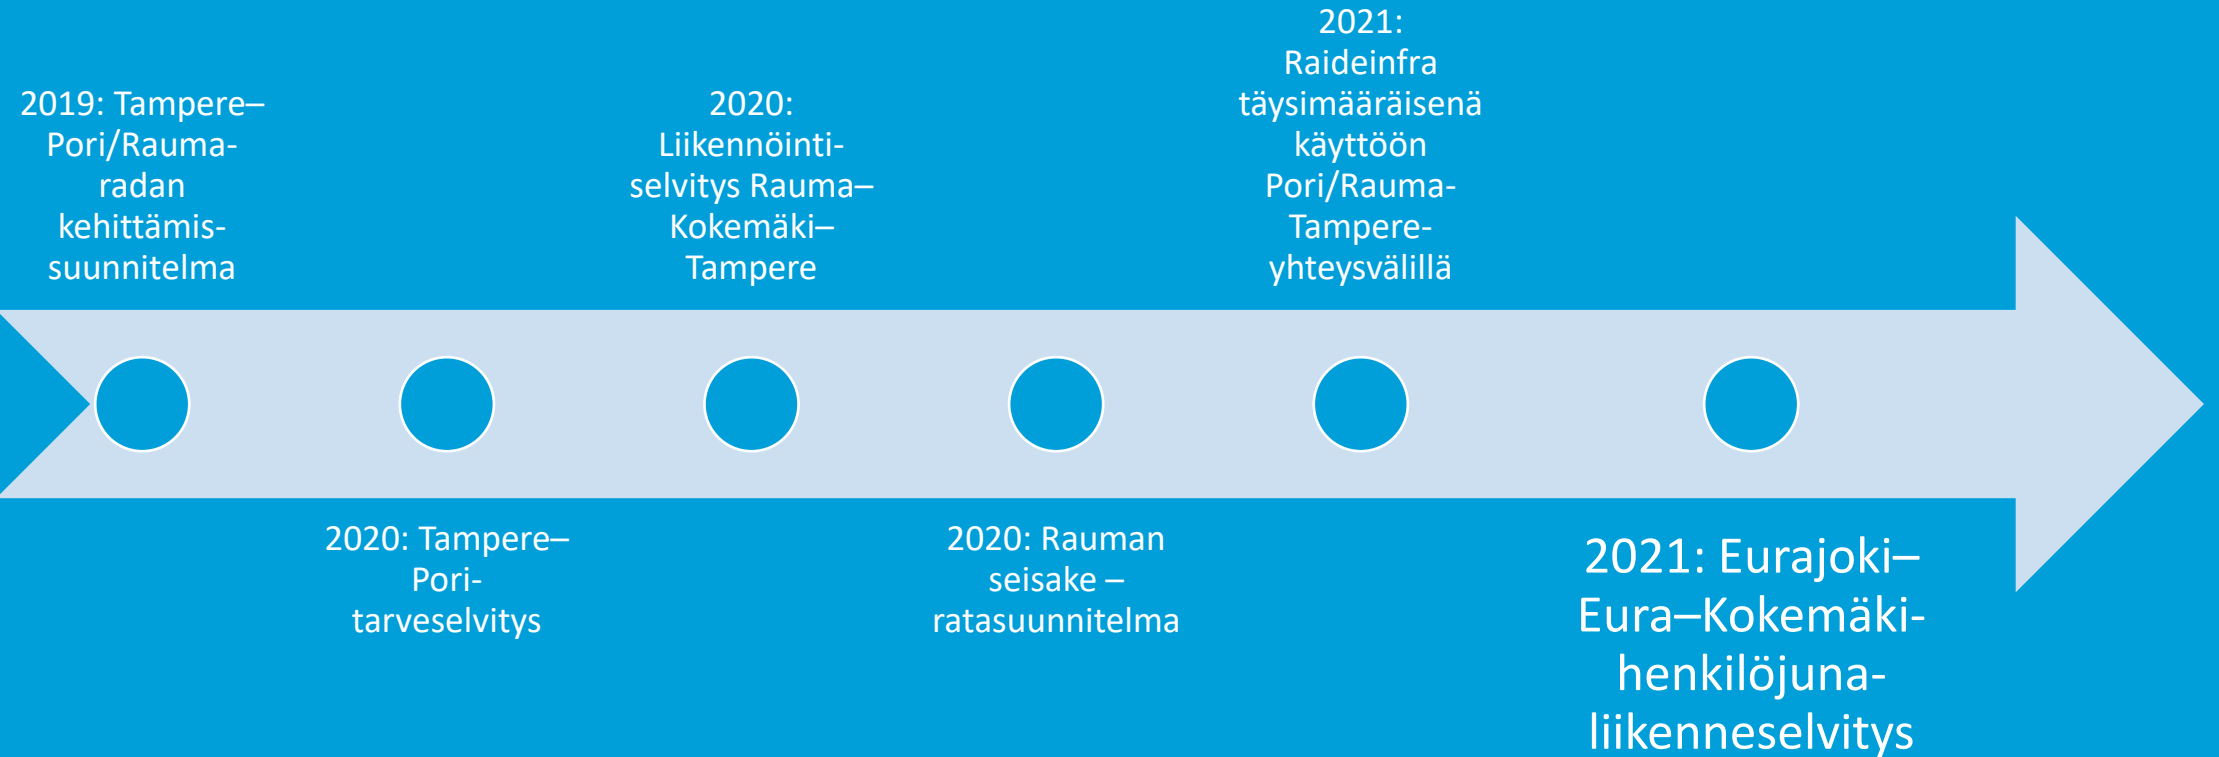 2019: Tampere–
Pori/Rauma-
radan
kehittämis-
suunnitelma
2020: Tampere–
Pori-
tarveselvitys
2020:
Liikennöinti-
selvitys Rauma–
Kokemäki–
Tampere
2020: Rauman
seisake –
ratasuunnitelma
2021:
Raideinfra
täysimääräisenä
käyttöön
Pori/Rauma-
Tampere-
yhteysvälillä
2021: Eurajoki–
Eura–Kokemäki-
henkilöjuna-
liikenneselvitys